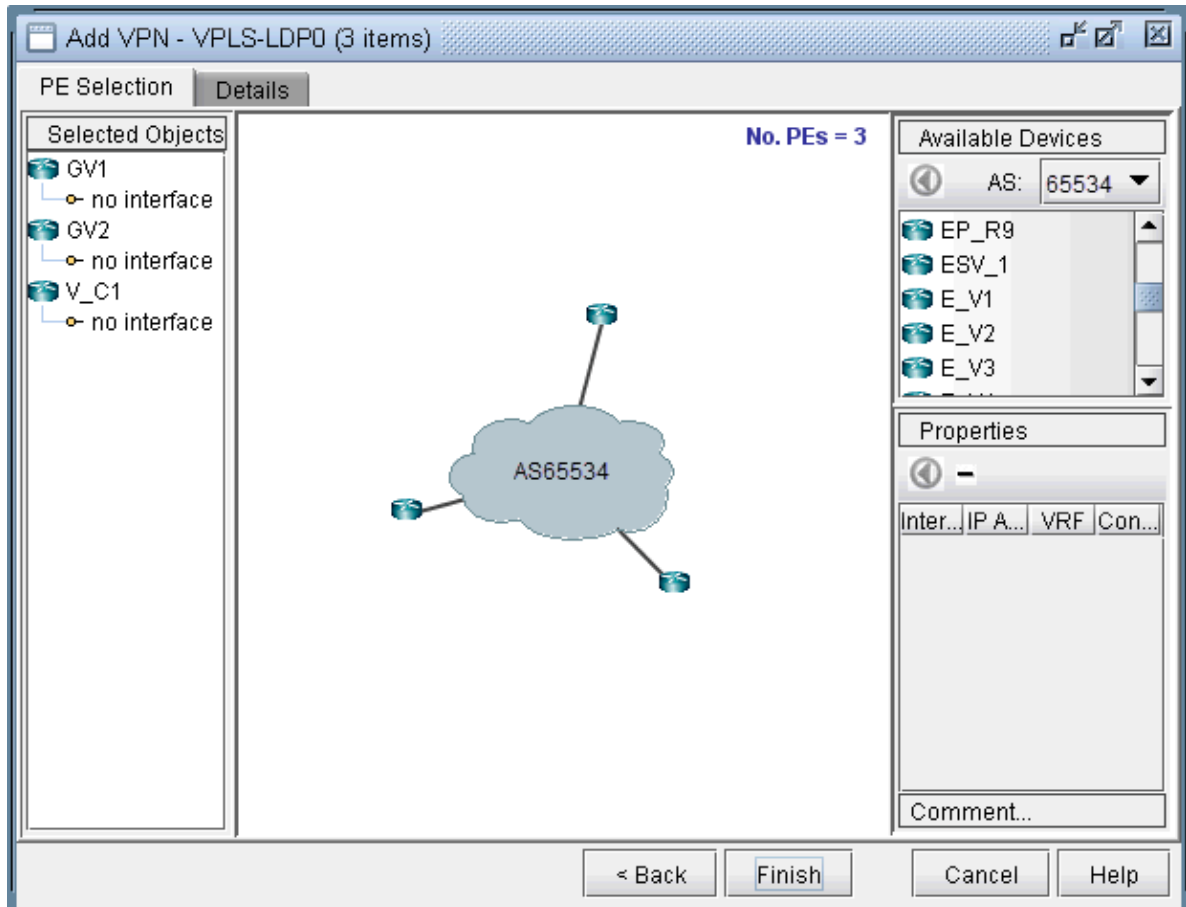 Add VPN - VPLS-LDP0 (3 items)
PE Selection
Details
Selected Objects
GV1
no interface
GV2
no interface
V_C1
no interface
No. PEs = 3
AS65534
Available Devices
AS: 65534
EP_R9
ESV_1
E_V1
E_V2
E_V3
Properties
Inter... IP A... VRF Con...
Comment...
< Back Finish Cancel Help